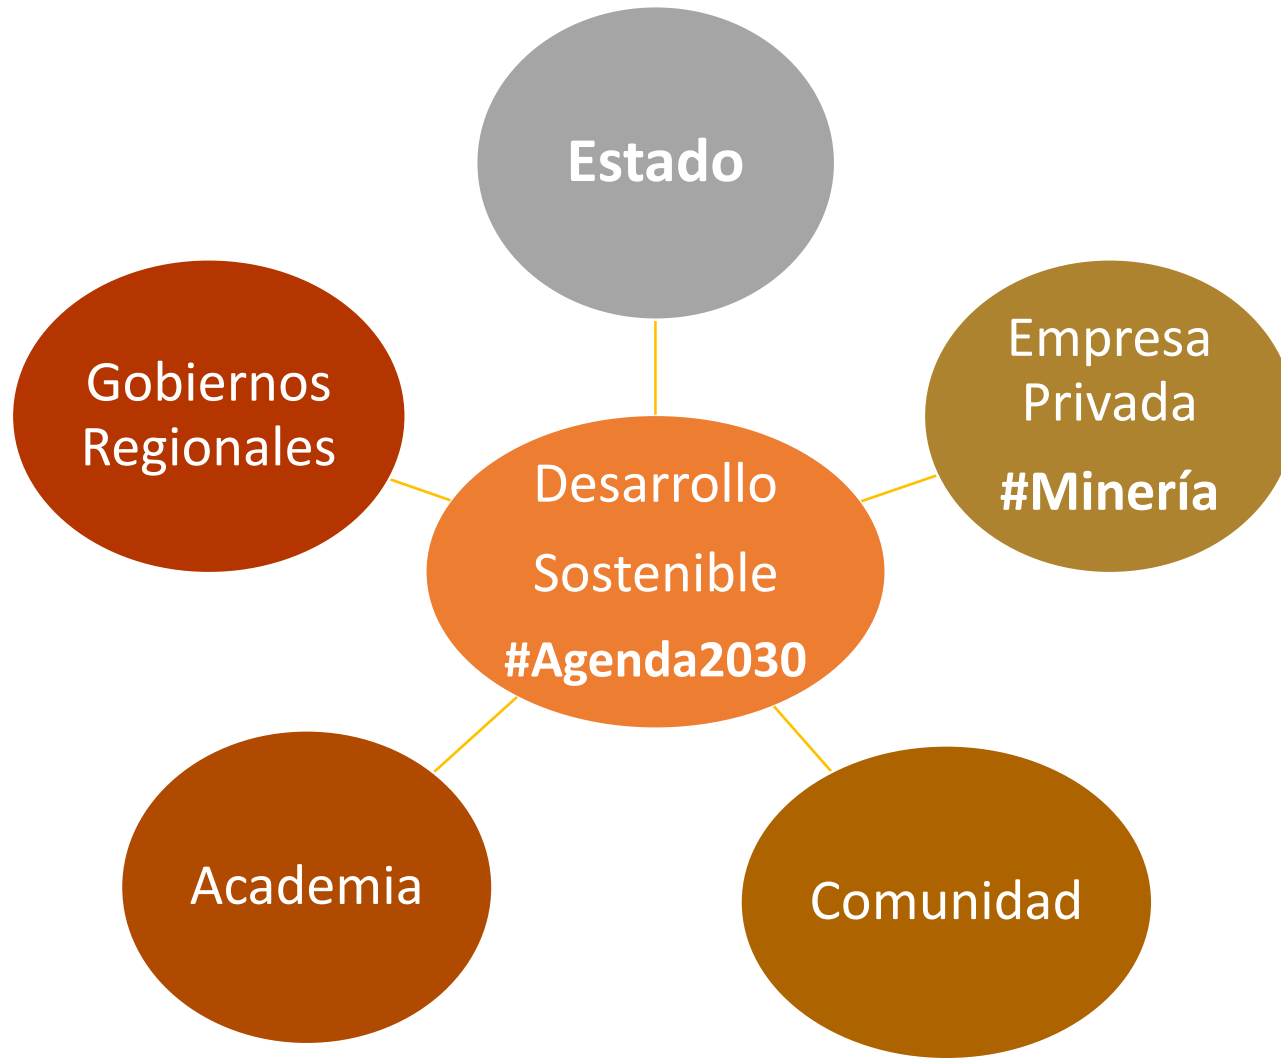 Estado
Gobiernos
Regionales
Empresa
Privada
#Minería
Desarrollo
Sostenible
#Agenda2030
Academia
Comunidad